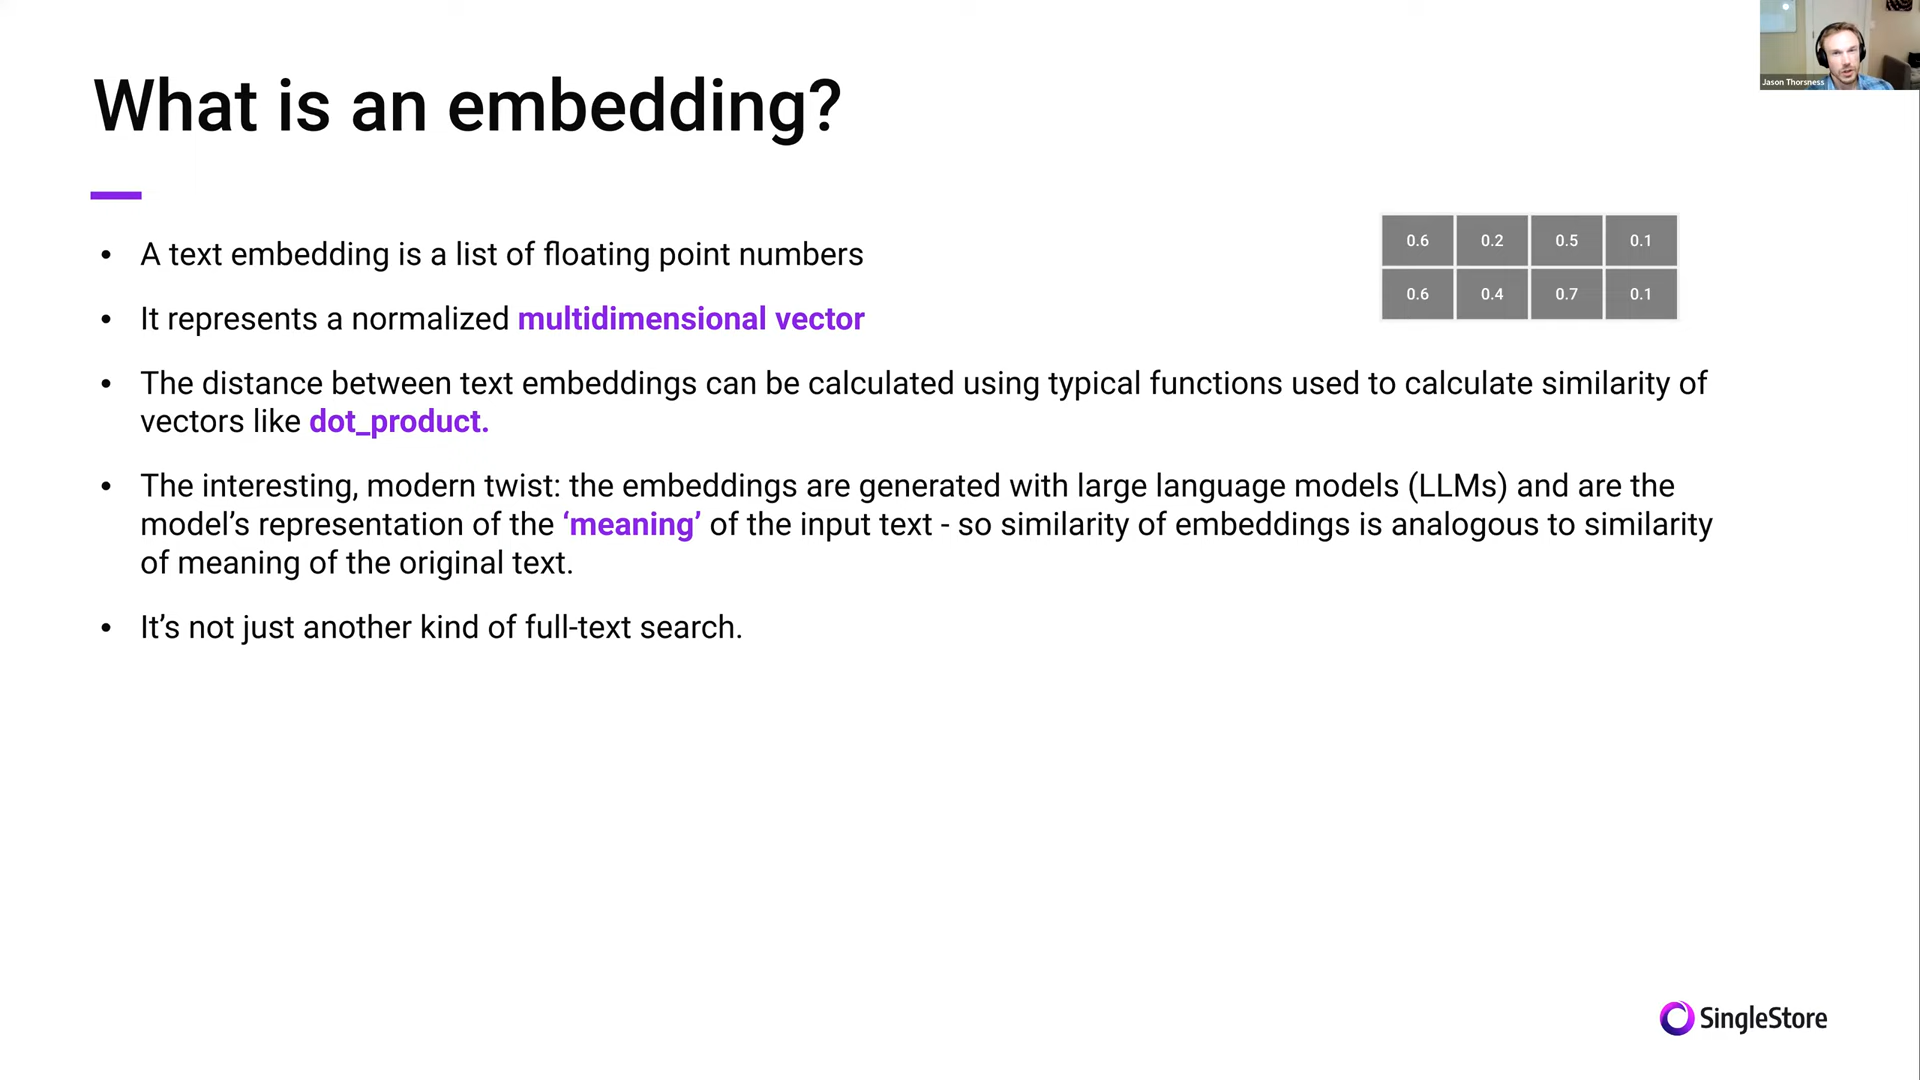 What is an embedding?
Jason Thorsness
• A text embedding is a list of floating point numbers
• It represents a normalized multidimensional vector
0.6 0.2 0.5 0.1
0.6 0.4 0.7 0.1
• The distance between text embeddings can be calculated using typical functions used to calculate similarity of
vectors like dot_product.
• The interesting, modern twist: the embeddings are generated with large language models (LLMs) and are the
model’s representation of the ‘meaning’ of the input text - so similarity of embeddings is analogous to similarity
of meaning of the original text.
• It’s not just another kind of full-text search.
SingleStore